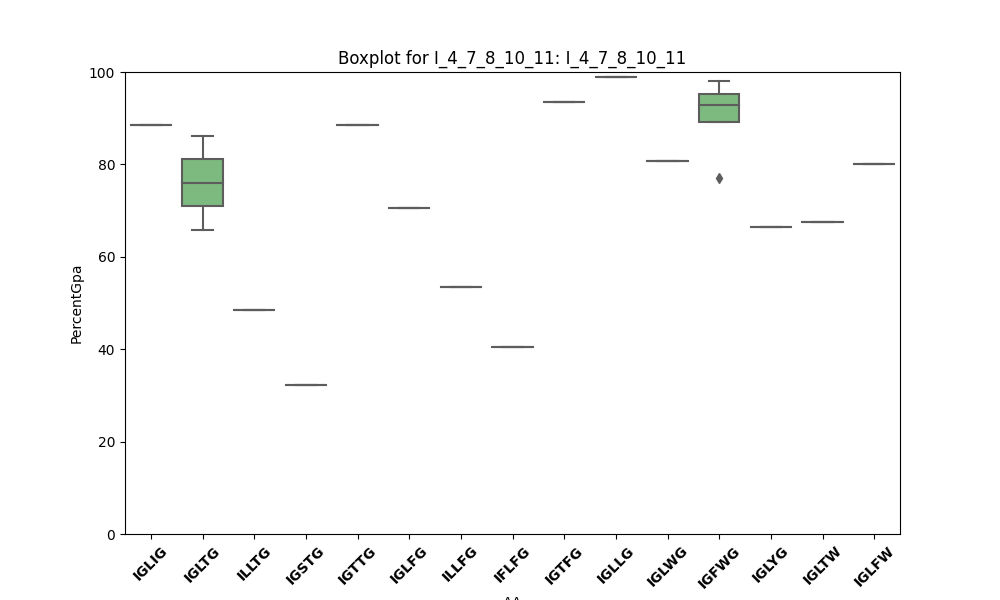 Boxplot for I_4_7_8_10_11: I_4_7_8_10_11
PercentGpa
100
80
60
40
20
0
IGLIG
IGLTG
ILLTG
IGSTG
IGTTG
IGLFG
ILLFG
IFLFG
IGTFG
IGLLG
IGLWG
IGFWG
IGLYG
IGLTW
IGLFW